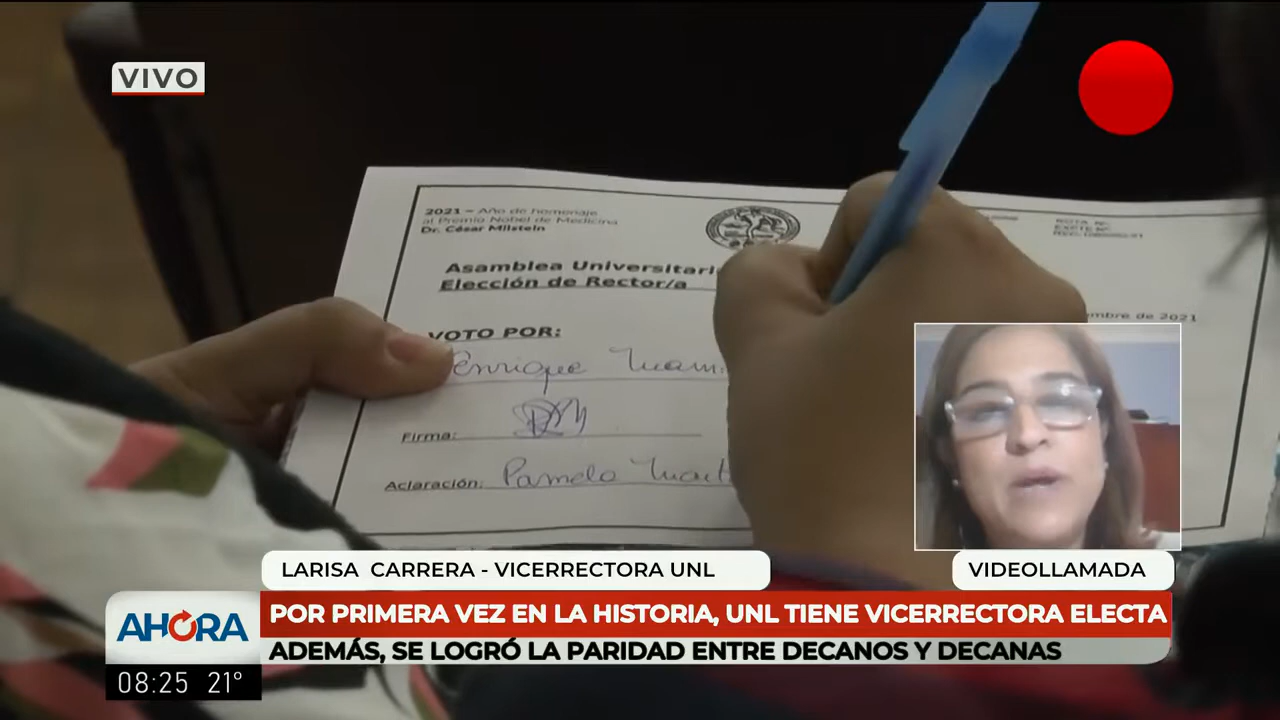 VIVO
2021 – Año de homenaje
al Premio Nobel de Medicina
Dr. César Milstein
Asamblea Universitari
Elección de Rector/a
mbre de 2021
VOTO POR:
Enrique
Firma:
Aclaración: Pamela
LARISA CARRERA - VICERRECTORA UNL
VIDEOLLAMADA
AHORA
POR PRIMERA VEZ EN LA HISTORIA, UNL TIENE VICERRECTORA ELECTA
ADEMÁS, SE LOGRÓ LA PARIDAD ENTRE DECANOS Y DECANAS
08:25 21°